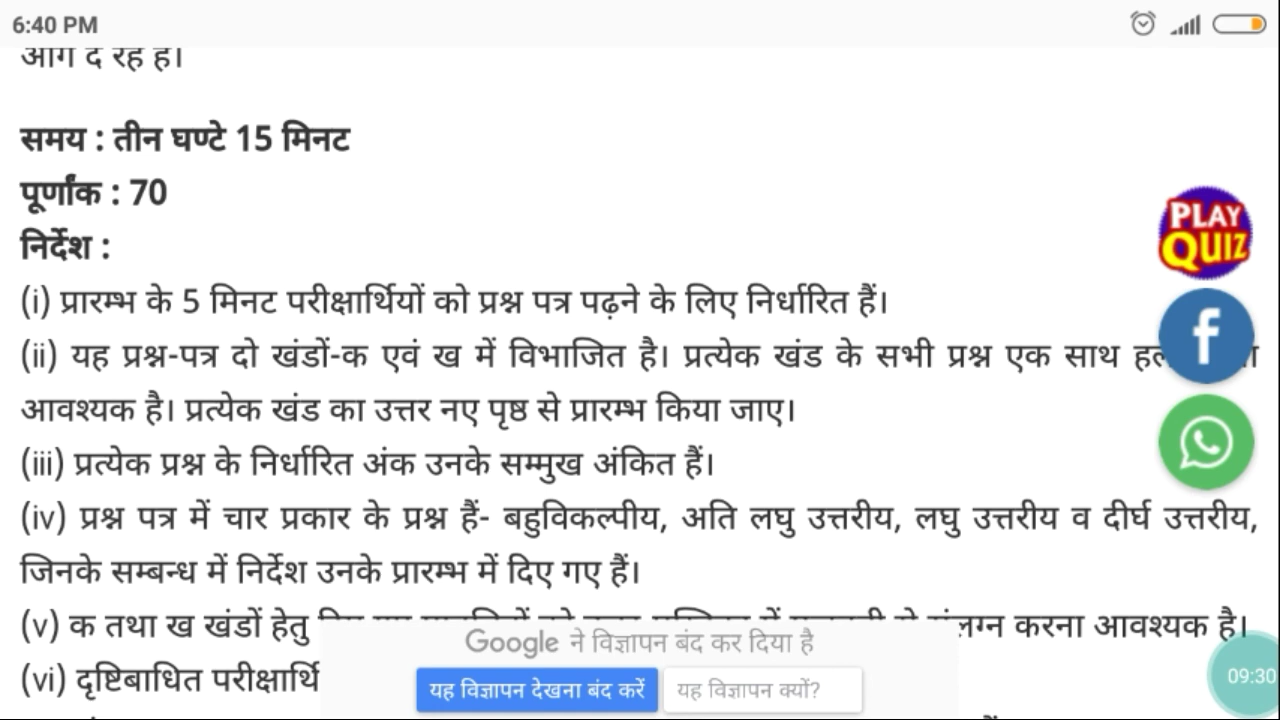 6:40 PM
आगे दे रहे हैं।
समय : तीन घण्टे 15 मिनट
पूर्णांक : 70
निर्देश :
(i) प्रारम्भ के 5 मिनट परीक्षार्थियों को प्रश्न पत्र पढ़ने के लिए निर्धारित हैं।
(ii) यह प्रश्न-पत्र दो खंडों-क एवं ख में विभाजित है। प्रत्येक खंड के सभी प्रश्न एक साथ
आवश्यक है। प्रत्येक खंड का उत्तर नए पृष्ठ से प्रारम्भ किया जाए।
(iii) प्रत्येक प्रश्न के निर्धारित अंक उनके सम्मुख अंकित हैं।
(iv) प्रश्न पत्र में चार प्रकार के प्रश्न हैं- बहुविकल्पीय, अति लघु उत्तरीय, लघु उत्तरीय व दीर्घ उत्तरीय,
जिनके सम्बन्ध में निर्देश उनके प्रारम्भ में दिए गए हैं।
(v) क तथा ख खंडों हेतु करना आवश्यक है।
(vi) दृष्टिबाधित
PLAY
QUIZ
f
Google ने विज्ञापन बंद कर दिया है
यह विज्ञापन देखना बंद करें
यह विज्ञापन क्यों?
09:30